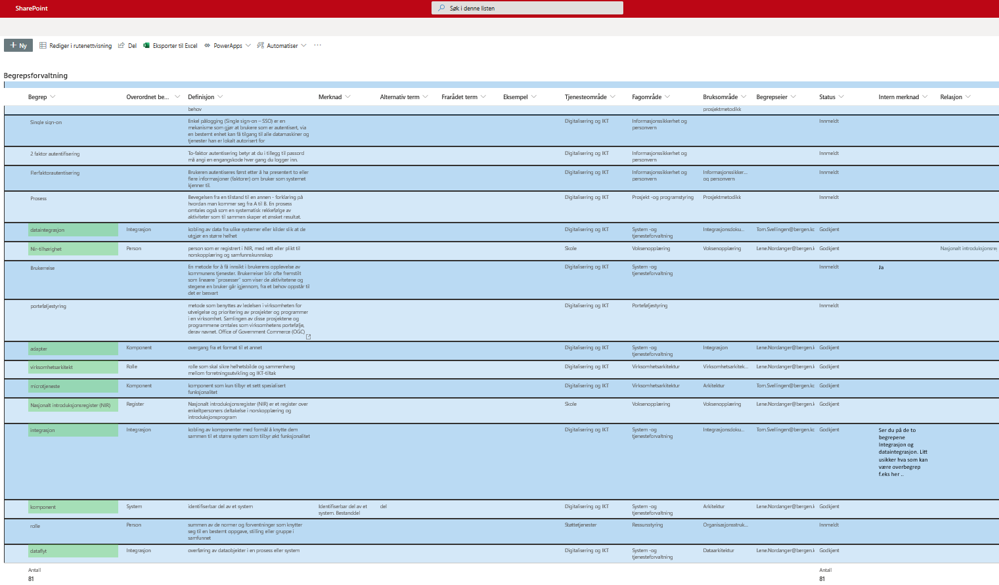 SharePoint
Søk i denne listen
Ny Rediger i rutenettvisning Del Eksporter til Excel PowerApps Automatiser ...
Begrepsforvaltning
Begrep Overordnet be... Definisjon Merknad Alternativ term Frarådet term Eksempel Tjenesteområde Fagområde Bruksområde Begrepseier Status Intern merknad Relasjon
behov prosjektmetodikk
Single sign-on Enkel pålogging (Single sign-on – SSO) er en Digitalisering og IKT Informasjonssikkerhet og Innmeldt
mekanisme som gjør at brukere som er autentisert, via personvern
en bestemt enhet kan få tilgang til alle datamaskiner og
tjenester han er lokalt autorisert for
2 faktor autentifisering To-faktor autentisering betyr at du i tillegg til passord Digitalisering og IKT Informasjonssikkerhet og Innmeldt
må angi en engangskode hver gang du logger inn. personvern
Flerfaktorautentisering Brukeren autentiseres først etter å ha presentert to eller Digitalisering og IKT Informasjonssikkerhet og Informasjonssikker... Innmeldt
flere informasjoner (faktorer) om bruker som systemet personvern og personvern
kjenner til.
Prosess Bevegelsen fra en tilstand til en annen - forklaring på Digitalisering og IKT Prosjekt -og programstyring Prosjektmetodikk Innmeldt
hvordan man kommer seg fra A til B. En prosess
omtales også som en systematisk rekkefølge av
aktiviteter som til sammen skaper et ønsket resultat.
dataintegrasjon Integrasjon kobling av data fra ulike systemer eller kilder slik at de Digitalisering og IKT System -og Integrasjonsdoku... Tom.Svellingen@bergen.kc Godkjent
utgjør en større helhet tjenesteforvaltning
Nir-tilhørighet Person person som er registrert i NIR, med rett eller plikt til Skole Voksenopplæring Voksenopplæring Lene.Nordanger@bergen.k Godkjent Nasjonalt introduksjonsre
norskopplæring og samfunnskunnskap
Brukerreise En metode for å få innsikt i brukerens opplevelse av Digitalisering og IKT System -og Innmeldt Ja
kommunens tjenester. Brukerreiser blir ofte fremstilt tjenesteforvaltning
som lineære "prosesser" som viser de aktivitetene og
stegene en bruker går igjennom, fra et behov oppstår til
det er besvart
porteføljestyring metode som benyttes av ledelsen i virksomheten for Digitalisering og IKT Porteføljestyring Innmeldt
utvelgelse og prioritering av prosjekter og programmer
i en virksomhet. Samlingen av disse prosjektene og
programmene omtales som virksomhetens portefølje,
derav navnet. Office of Government Commerce (OGC)
adapter Komponent overgang fra et format til et annet Digitalisering og IKT System -og Integrasjon Lene.Nordanger@bergen.k Godkjent
tjenesteforvaltning
virksomhetsarkitekt Rolle rolle som skal sikre helhetsbilde og sammenheng Digitalisering og IKT Virksomhetsarkitektur Virksomhetsarkitek... Lene.Nordanger@bergen.k Godkjent
mellom forretningsutvikling og IKT-tiltak
microtjeneste Komponent komponent som kun tilbyr et sett spesialisert Digitalisering og IKT Virksomhetsarkitektur Arkitektur Tom.Svellingen@bergen.kc Godkjent
funksjonalitet
Nasjonalt introduksjonsregister (NIR) Register Nasjonalt introduksjonsregister (NIR) er et register over Skole Voksenopplæring Voksenopplæring Lene.Nordanger@bergen.k Godkjent
enkeltpersoners deltakelse i norskopplæring og
introduksjonsprogram
integrasjon Integrasjon kobling av komponenter med formål å knytte dem Digitalisering og IKT System -og Integrasjonsdoku... Tom.Svellingen@bergen.kc Godkjent Ser du på de to
sammen til et større system som tilbyr økt funksjonalitet tjenesteforvaltning begrepene
Integrasjon og
dataintegrasjon. Litt
usikker hva som kan
være overbegrep
f.eks her ..
komponent System identifiserbar del av et system Identifiserbar del av et del Digitalisering og IKT System -og Arkitektur Lene.Nordanger@bergen.k Godkjent
system. Bestanddel tjenesteforvaltning
rolle Person summen av de normer og forventninger som knytter Støttetjenester Ressursstyring Organisasjonsstruk... Innmeldt
seg til en bestemt oppgave, stilling eller gruppe i
samfunnet
dataflyt Integrasjon overføring av dataobjekter i en prosess eller system Digitalisering og IKT System -og Dataarkitektur Lene.Nordanger@bergen.k Godkjent
tjenesteforvaltning
Antall Antall
81 81